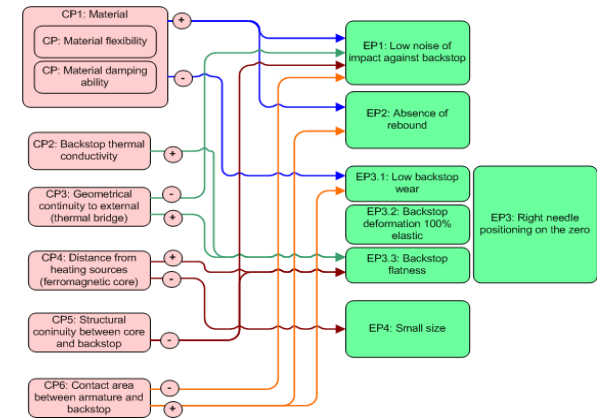 CP1: Material
CP: Material flexibility
CP: Material damping
ability
+
-
CP2: Backstop thermal
conductivity
+
CP3: Geometrical
continuity to external
(thermal bridge)
-
+
CP4: Distance from
heating sources
(ferromagnetic core)
+
-
CP5: Structural
coninuity between core
and backstop
-
CP6: Contact area
between armature and
backstop
-
+
EP1: Low noise of
impact against backstop
EP2: Absence of
rebound
EP3.1: Low backstop
wear
EP3.2: Backstop
deformation 100%
elastic
EP3.3: Backstop
flatness
EP3: Right needle
positioning on the zero
EP4: Small size